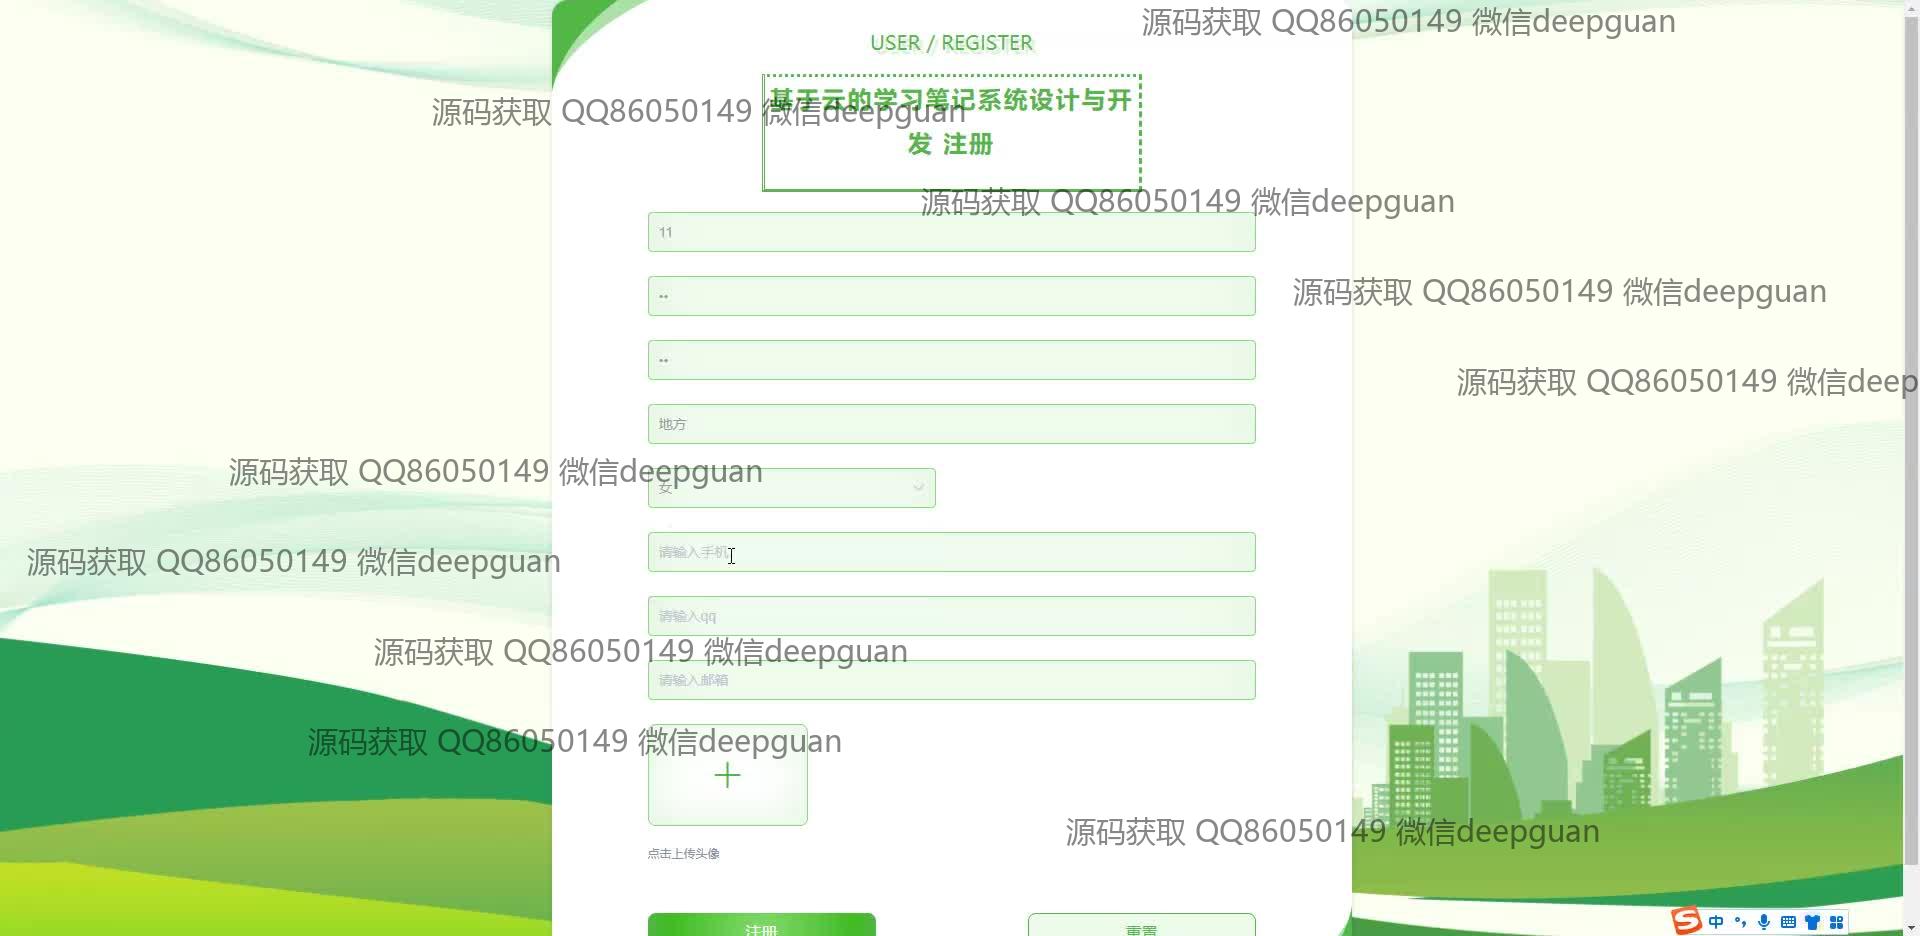 源码获取 QQ86050149 微信deepguan
USER / REGISTER
基于云的学习笔记系统设计与开
发 注册
源码获取 QQ86050149 微信deepguan
源码获取 QQ86050149 微信deepguan
11
••
源码获取 QQ86050149 微信deepguan
••
源码获取 QQ86050149 微信deep
地方
源码获取 QQ86050149 微信deepguan
女
请输入手机
源码获取 QQ86050149 微信deepguan
请输入qq
源码获取 QQ86050149 微信deepguan
请输入邮箱
源码获取 QQ86050149 微信deepguan
源码获取 QQ86050149 微信deepguan
点击上传头像
注册
重置
中